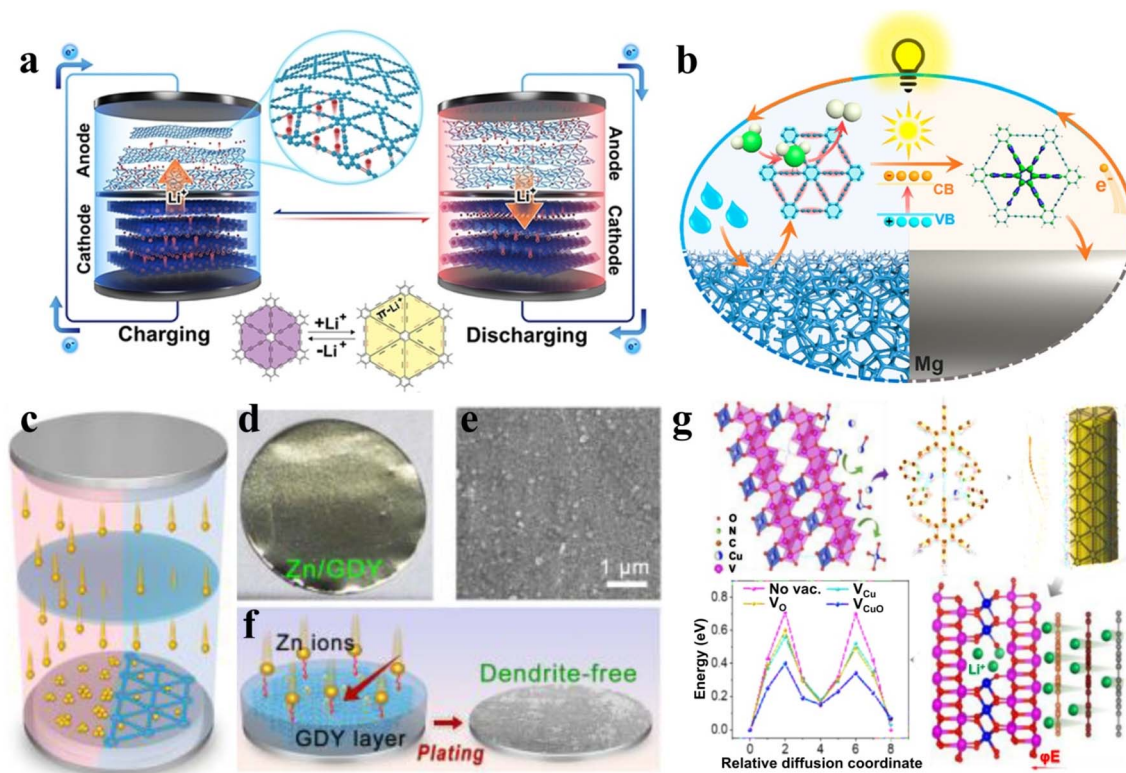 a
e⁻
e⁻
Anode
Cathode
Li⁺
Li⁺
Anode
Cathode
e⁻
e⁻
Charging
+Li⁺
-Li⁺
π-Li⁺
Discharging
b
CB
VB
e⁻
Mg
c
d
Zn/GDY
e
1 μm
f
Zn ions
GDY layer
Plating
Dendrite-free
g
O
N
C
Cu
V
No vac.
V_O
V_Cu
V_CuO
Energy (eV)
0.6
0.4
0.2
0.0
0 2 4 6 8
Relative diffusion coordinate
Li⁺
φE